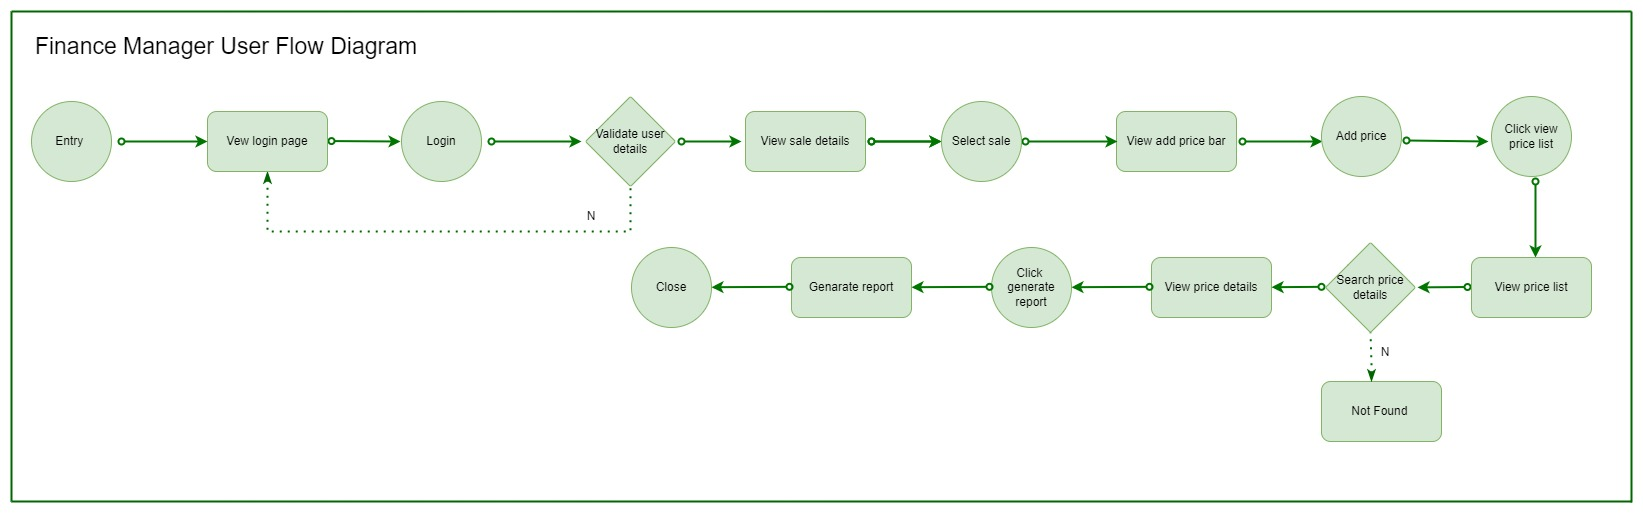 Finance Manager User Flow Diagram
Entry
Vew login page
Login
Validate user
details
View sale details
Select sale
View add price bar
Add price
Click view
price list
N
Close
Genarate report
Click
generate
report
View price details
Search price
details
View price list
N
Not Found